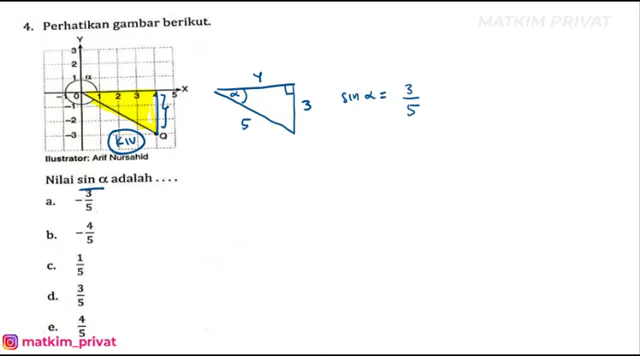 MATKIM PRIVAT
4. Perhatikan gambar berikut.
Y
3
2
1
α
-1 0 1 2 3 4 5 X
-1
-2
-3
Q
KIV
Ilustrator: Arif Nursahid
4
α
3
5
sin α = 3/5
Nilai sin α adalah . . . .
a. -3/5
b. -4/5
c. 1/5
d. 3/5
e. 4/5
matkim_privat